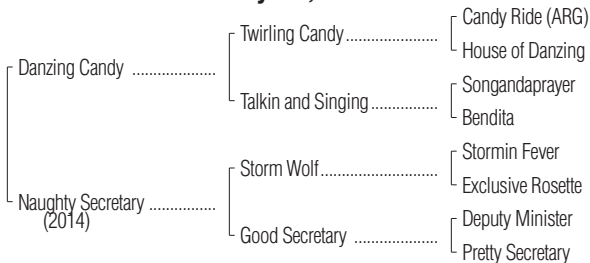 Candy Ride (ARG)
Twirling Candy....................
House of Danzing
Danzing Candy ....................
Songandaprayer
Talkin and Singing................
Bendita
Stormin Fever
Storm Wolf.........................
Exclusive Rosette
Naughty Secretary ................
(2014)
Deputy Minister
Good Secretary ..................
Pretty Secretary